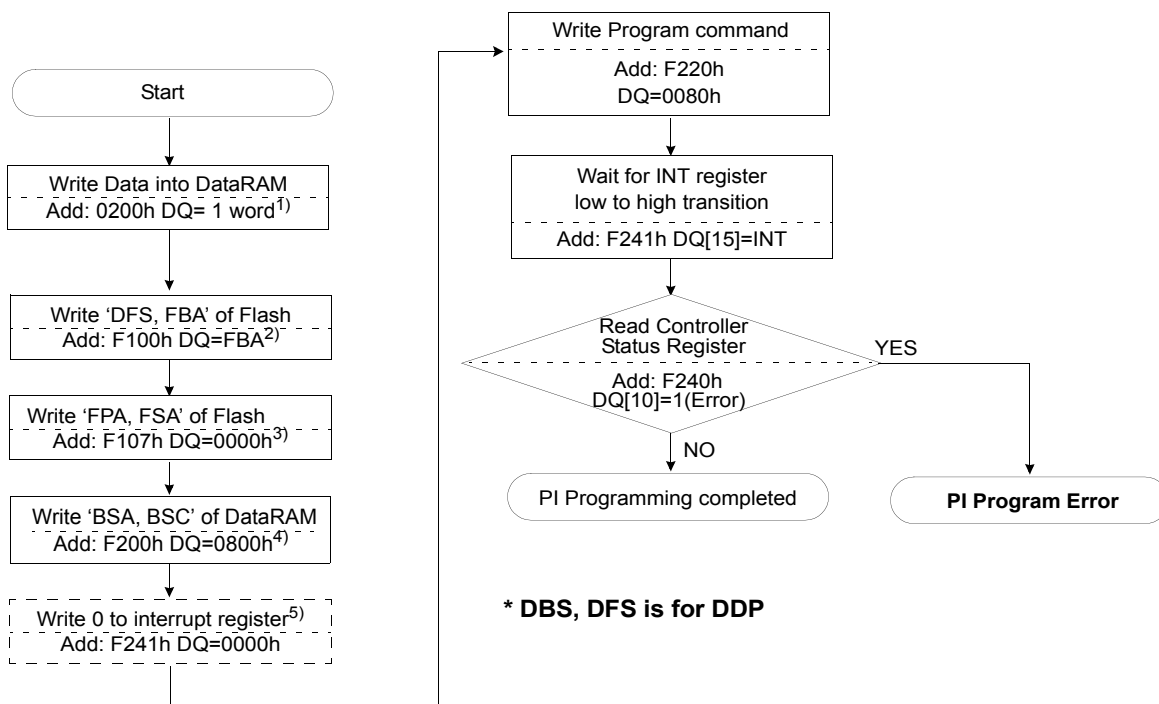 Start
Write Data into DataRAM
Add: 0200h DQ= 1 word1)
Write ‘DFS, FBA’ of Flash
Add: F100h DQ=FBA2)
Write ‘FPA, FSA’ of Flash
Add: F107h DQ=0000h3)
Write ‘BSA, BSC’ of DataRAM
Add: F200h DQ=0800h4)
Write 0 to interrupt register5)
Add: F241h DQ=0000h
Write Program command
Add: F220h
DQ=0080h
Wait for INT register
low to high transition
Add: F241h DQ[15]=INT
Read Controller
Status Register
Add: F240h
DQ[10]=1(Error)
YES
NO
PI Programming completed
PI Program Error
* DBS, DFS is for DDP